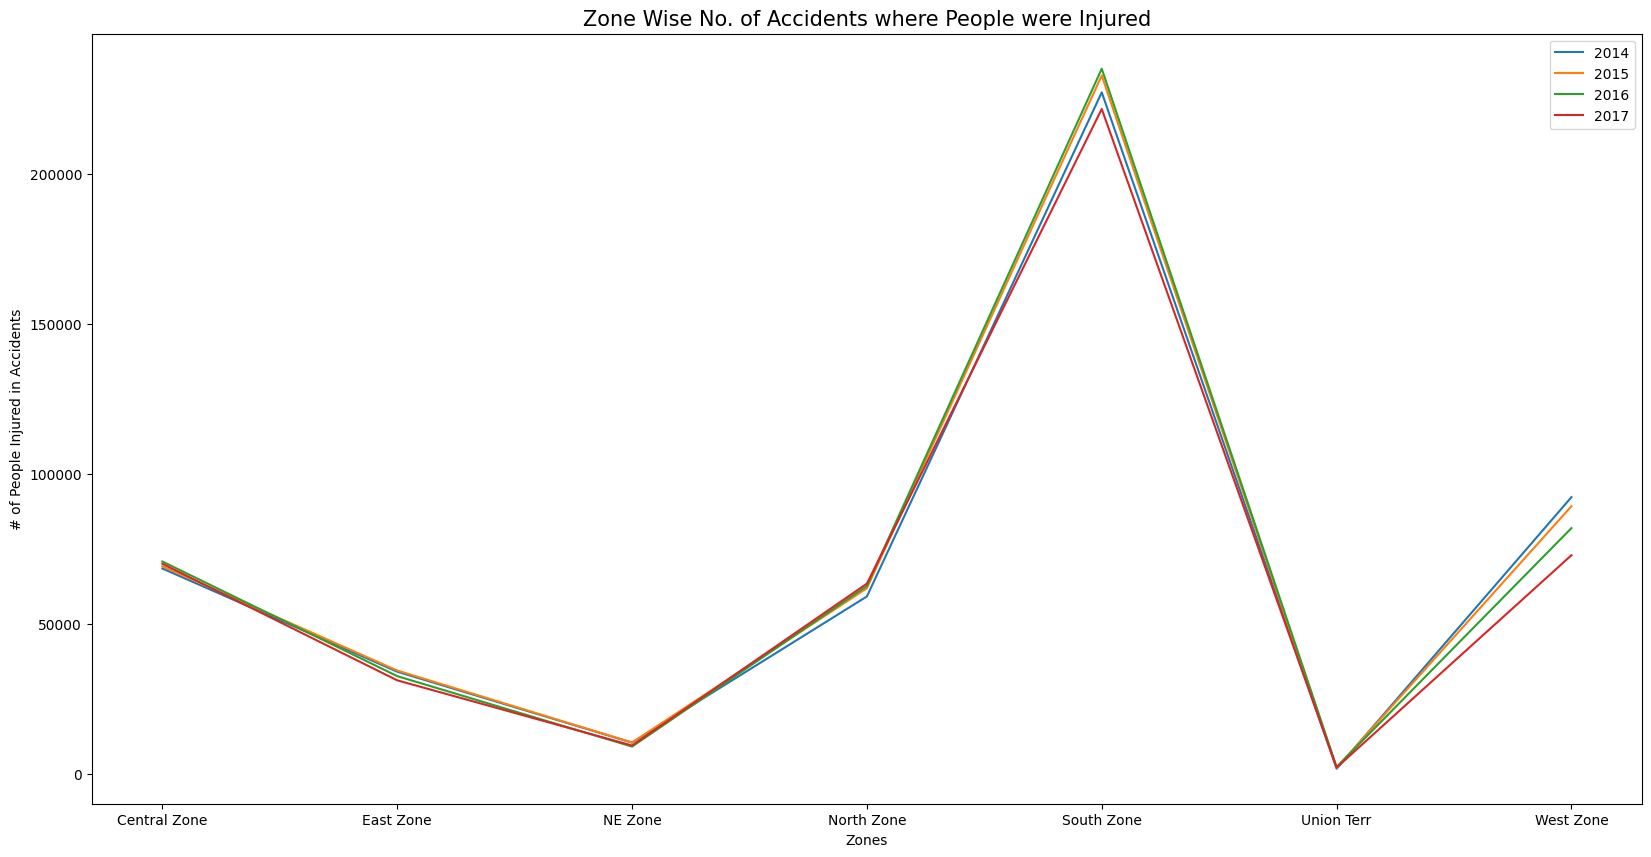 Zone Wise No. of Accidents where People were Injured
2014
2015
2016
2017
# of People Injured in Accidents
200000
150000
100000
50000
0
Central Zone
East Zone
NE Zone
North Zone
South Zone
Union Terr
West Zone
Zones